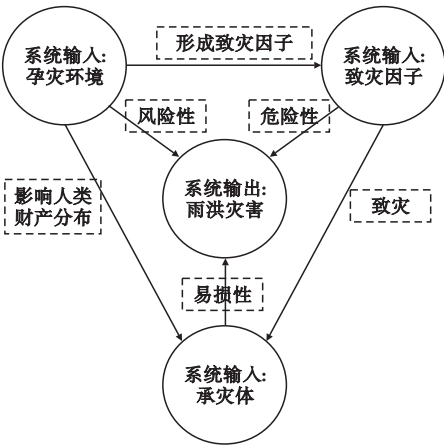 系统输入:
孕灾环境
形成致灾因子
系统输入:
致灾因子
风险性
危险性
系统输出:
雨洪灾害
影响人类
财产分布
致灾
易损性
系统输入:
承灾体